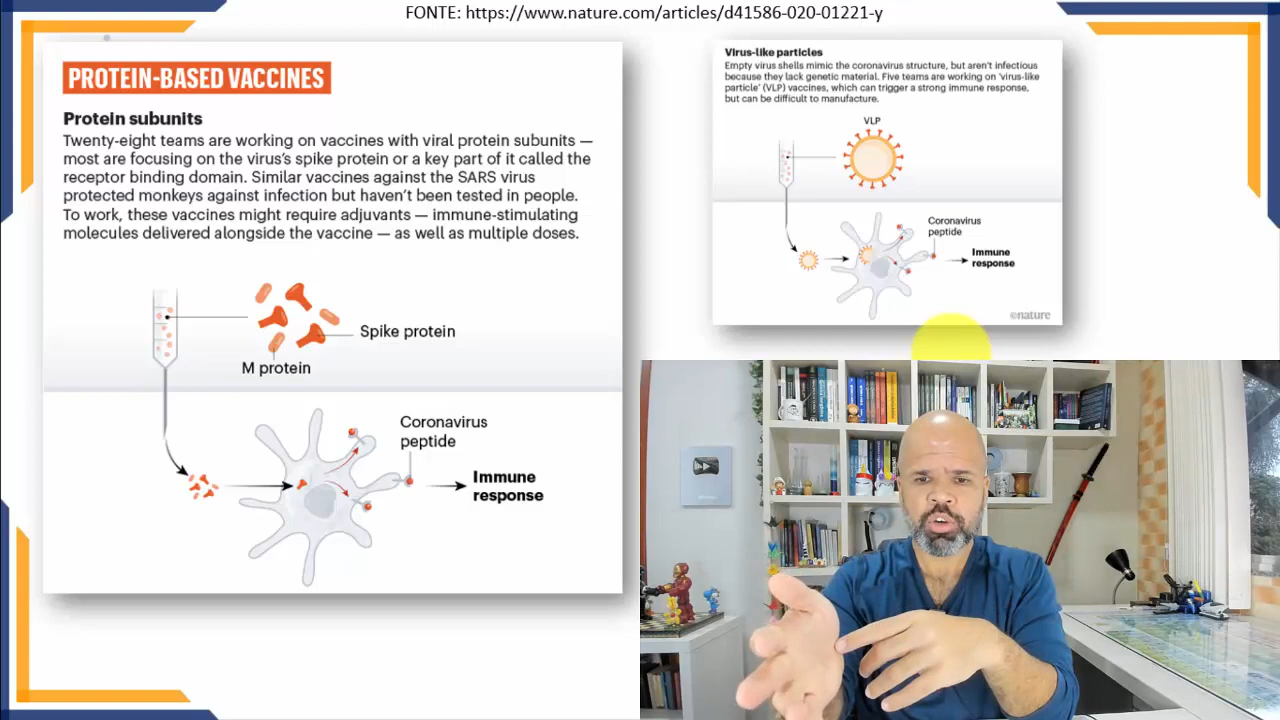 FONTE: https://www.nature.com/articles/d41586-020-01221-y
PROTEIN-BASED VACCINES
Protein subunits
Twenty-eight teams are working on vaccines with viral protein subunits —
most are focusing on the virus's spike protein or a key part of it called the
receptor binding domain. Similar vaccines against the SARS virus
protected monkeys against infection but haven't been tested in people.
To work, these vaccines might require adjuvants — immune-stimulating
molecules delivered alongside the vaccine — as well as multiple doses.
Spike protein
M protein
Coronavirus
peptide
Immune
response
Virus-like particles
Empty virus shells mimic the coronavirus structure, but aren't infectious
because they lack genetic material. Five teams are working on 'virus-like
particle' (VLP) vaccines, which can trigger a strong immune response,
but can be difficult to manufacture.
VLP
Coronavirus
peptide
Immune
response
©nature